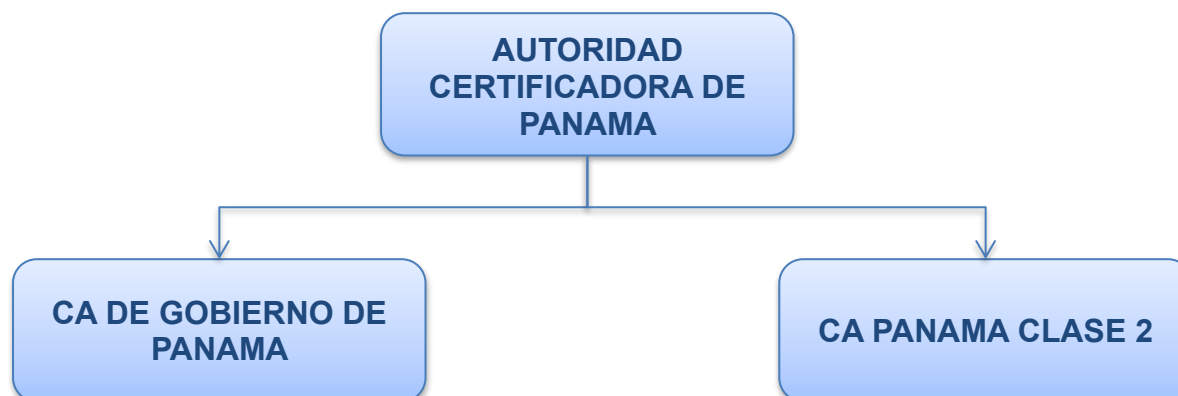 AUTORIDAD
CERTIFICADORA DE
PANAMA
CA DE GOBIERNO DE
PANAMA
CA PANAMA CLASE 2